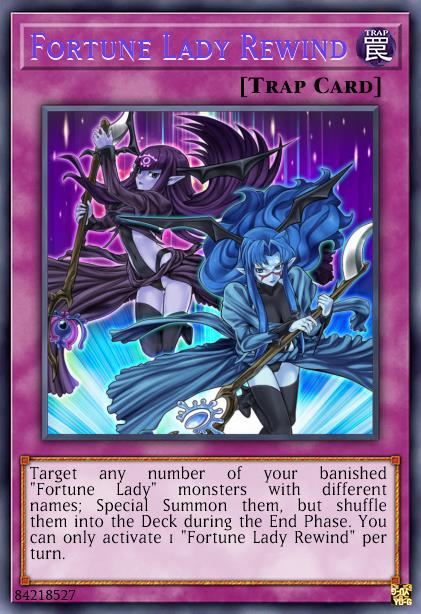 Fortune Lady Rewind
TRAP
罠
[Trap Card]
Target any number of your banished
"Fortune Lady" monsters with different
names; Special Summon them, but shuffle
them into the Deck during the End Phase. You
can only activate 1 "Fortune Lady Rewind" per
turn.
84218527